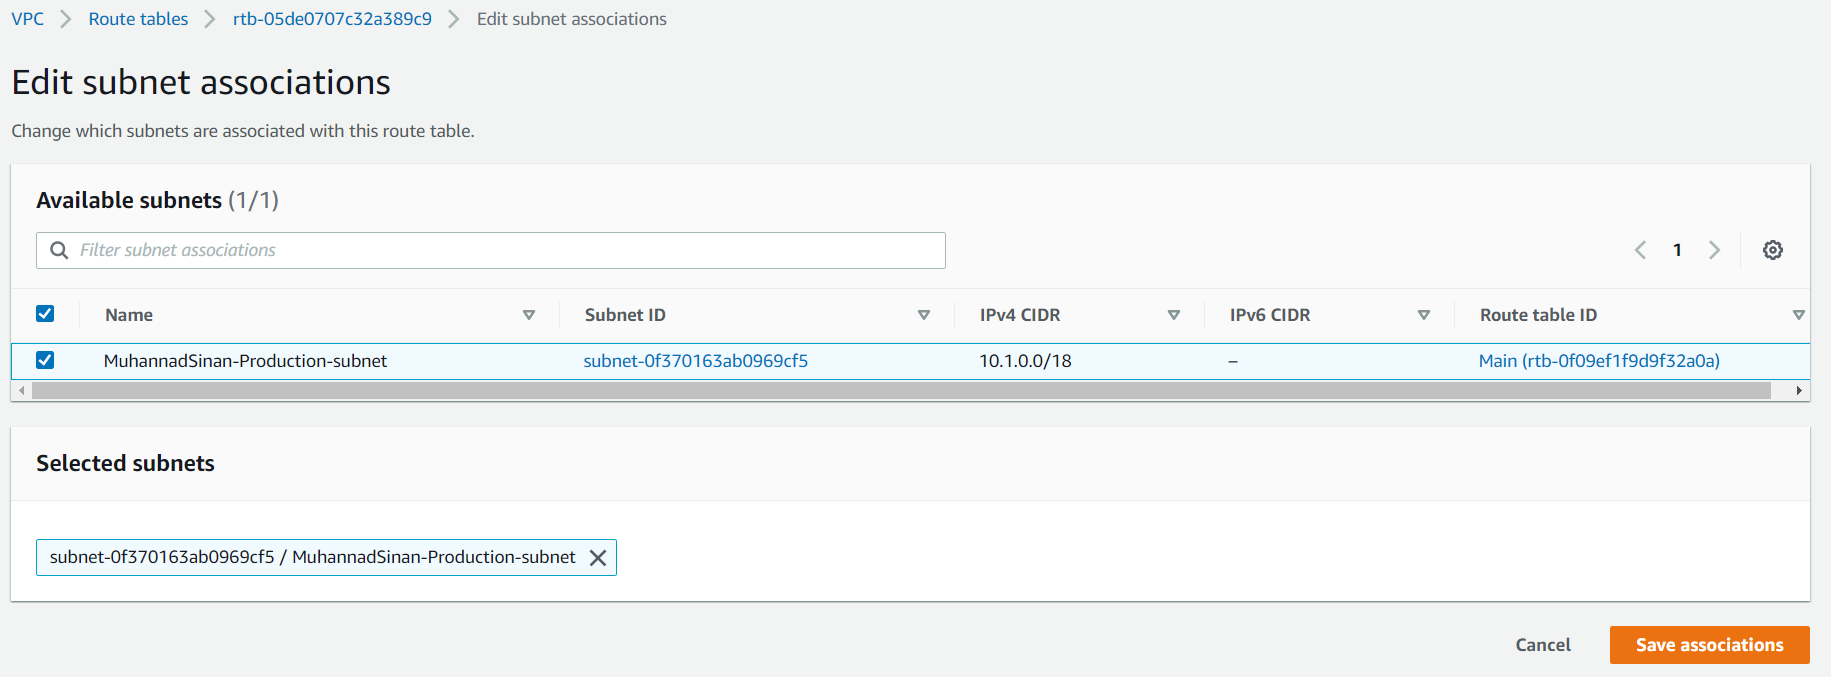 VPC > Route tables > rtb-05de0707c32a389c9 > Edit subnet associations
Edit subnet associations
Change which subnets are associated with this route table.
Available subnets (1/1)
Filter subnet associations
1
Name Subnet ID IPv4 CIDR IPv6 CIDR Route table ID
MuhannadSinan-Production-subnet subnet-0f370163ab0969cf5 10.1.0.0/18 – Main (rtb-0f09ef1f9d9f32a0a)
Selected subnets
subnet-0f370163ab0969cf5 / MuhannadSinan-Production-subnet
Cancel Save associations